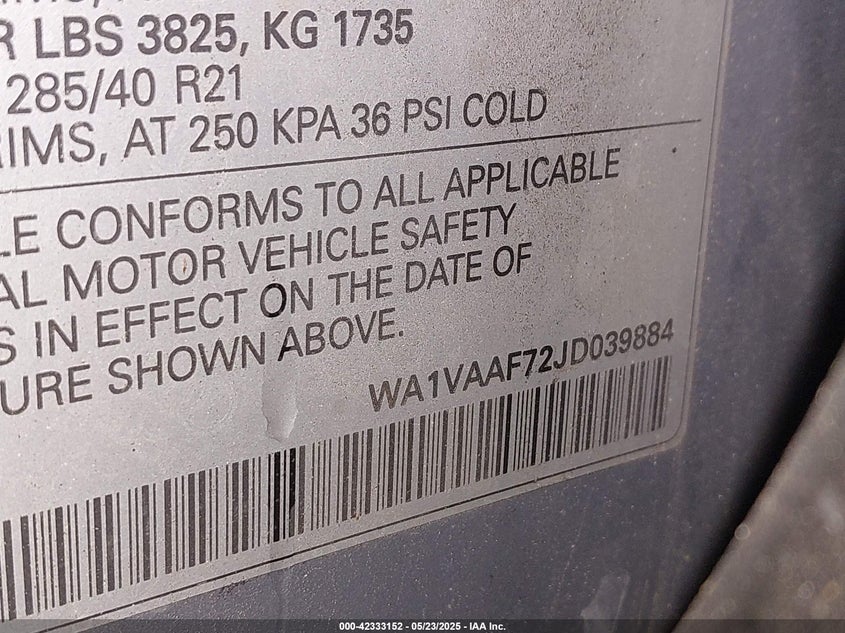 R LBS 3825, KG 1735
285/40 R21
RIMS, AT 250 KPA 36 PSI COLD
LE CONFORMS TO ALL APPLICABLE
AL MOTOR VEHICLE SAFETY
S IN EFFECT ON THE DATE OF
URE SHOWN ABOVE.
WA1VAAF72JD039884
000-42333152 - 05/23/2025 - IAA Inc.